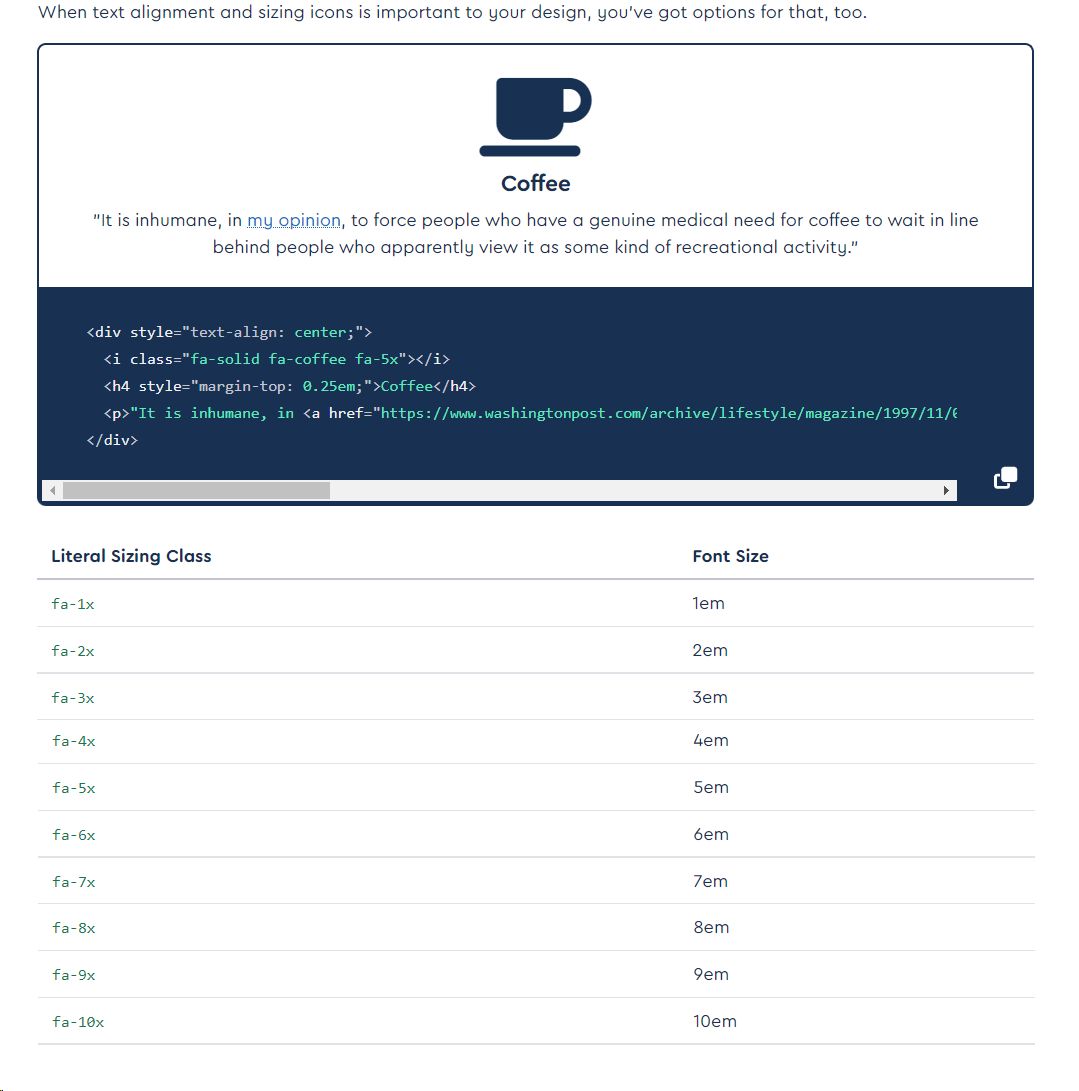 When text alignment and sizing icons is important to your design, you've got options for that, too.
Coffee
"It is inhumane, in my opinion, to force people who have a genuine medical need for coffee to wait in line
behind people who apparently view it as some kind of recreational activity."
<div style="text-align: center;">
<i class="fa-solid fa-coffee fa-5x"></i>
<h4 style="margin-top: 0.25em;">Coffee</h4>
<p>"It is inhumane, in <a href="https://www.washingtonpost.com/archive/lifestyle/magazine/1997/11/
</div>
Literal Sizing Class Font Size
fa-1x 1em
fa-2x 2em
fa-3x 3em
fa-4x 4em
fa-5x 5em
fa-6x 6em
fa-7x 7em
fa-8x 8em
fa-9x 9em
fa-10x 10em